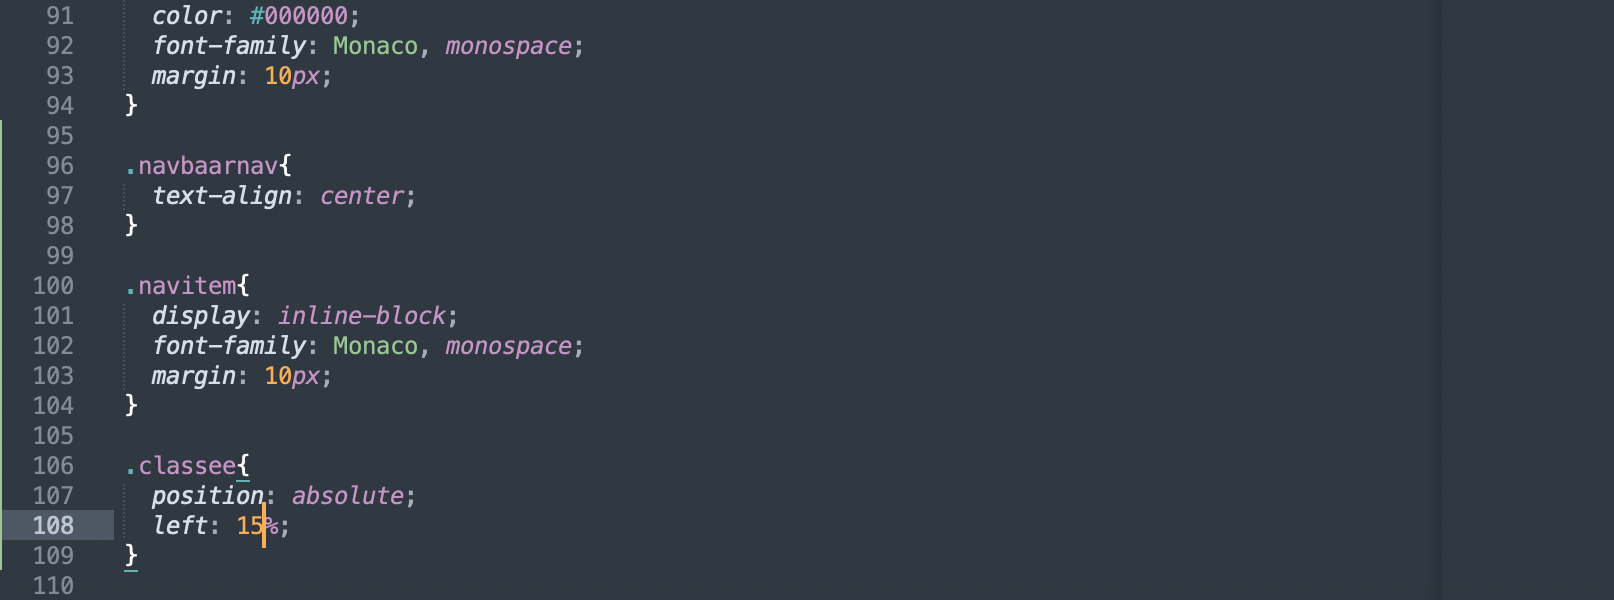 91 color: #000000;
92 font-family: Monaco, monospace;
93 margin: 10px;
94 }
95
96 .navbaarnav{
97 text-align: center;
98 }
99
100 .navitem{
101 display: inline-block;
102 font-family: Monaco, monospace;
103 margin: 10px;
104 }
105
106 .classee{
107 position: absolute;
108 left: 15%;
109 }
110